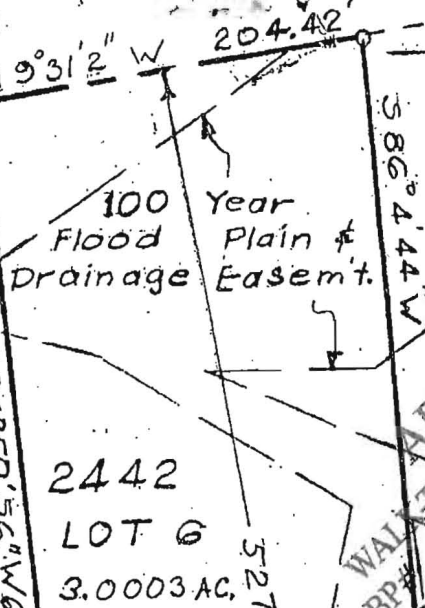 9°31'2" W
204.42'
S 86° 4' 44" W
100 Year
Flood Plain &
Drainage Easem't.
2442
LOT 6
3.0003 AC.
527
WALK